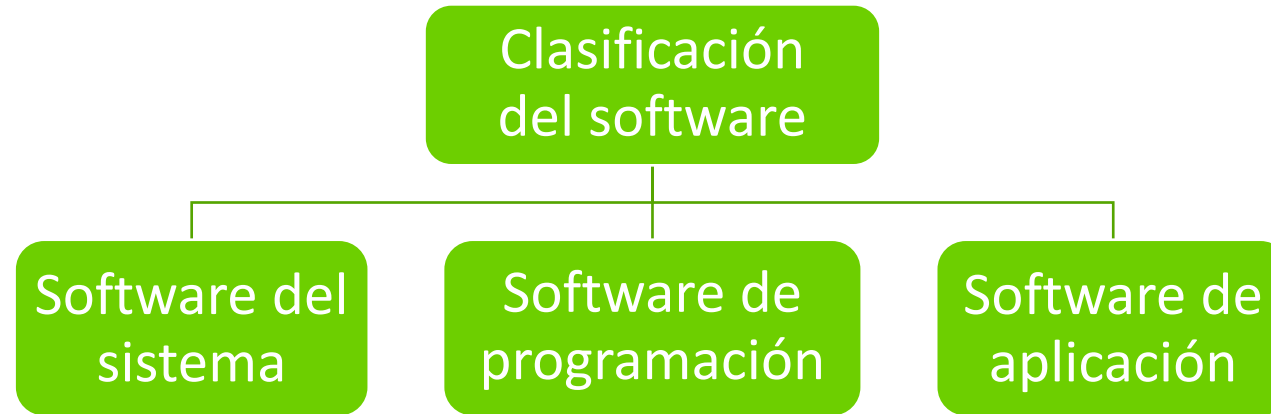 Clasificación
del software
Software del
sistema
Software de
programación
Software de
aplicación